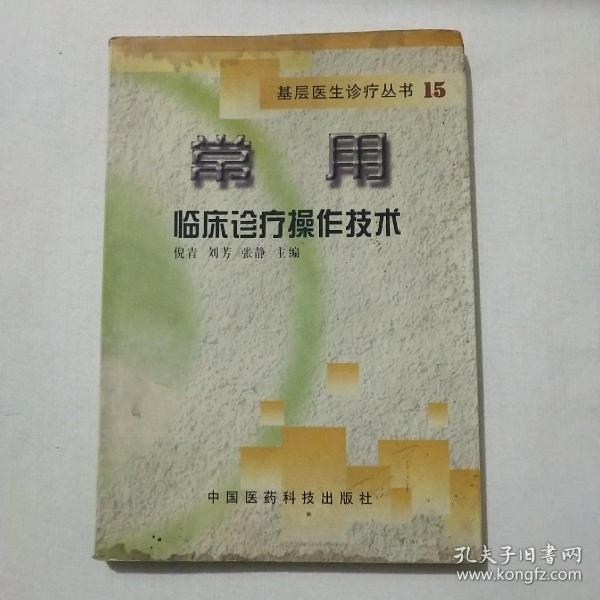 基层医生诊疗丛书 15
常用
临床诊疗操作技术
倪青 刘芳 张静 主编
中国医药科技出版社
孔夫子旧書网
www.kongfz.com